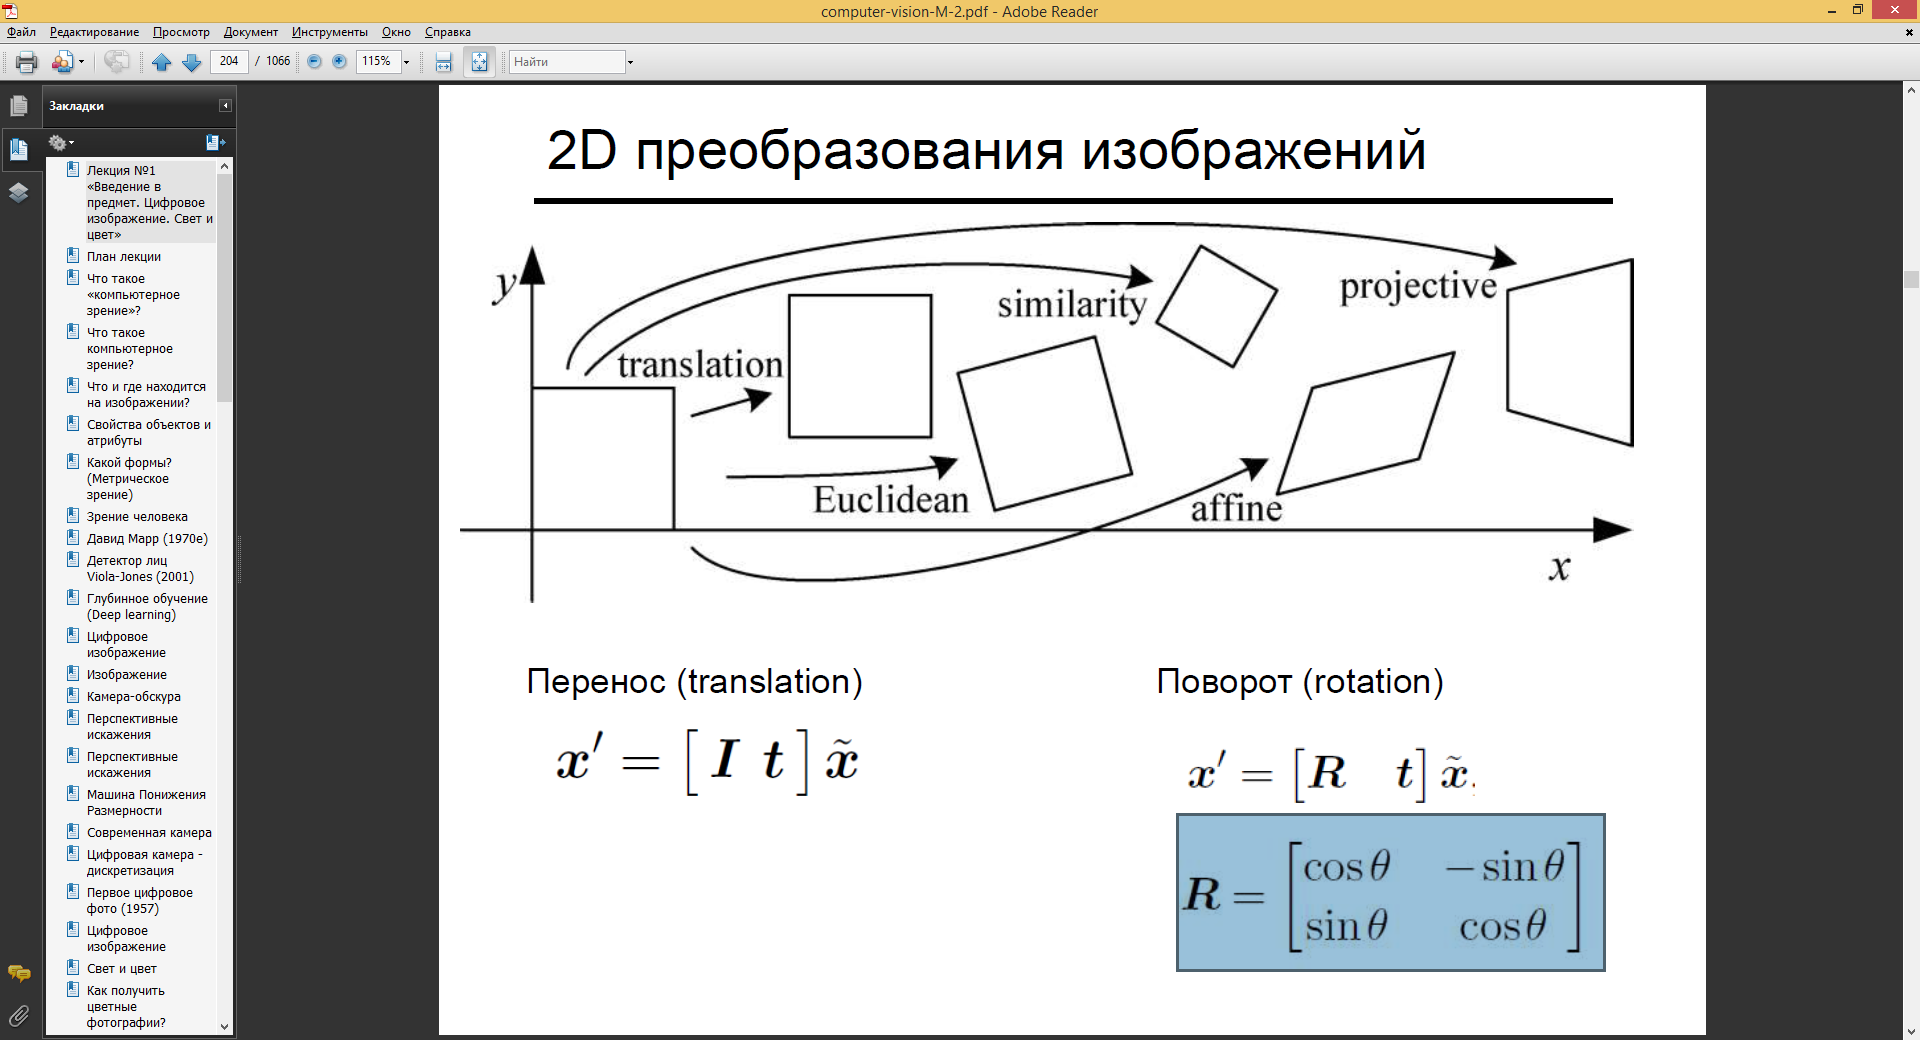 computer-vision-M-2.pdf - Adobe Reader
Файл Редактирование Просмотр Документ Инструменты Окно Справка
204 / 1066 115% Найти
Закладки
Лекция №1
«Введение в
предмет. Цифровое
изображение. Свет и
цвет»
План лекции
Что такое
«компьютерное
зрение»?
Что такое
компьютерное
зрение?
Что и где находится
на изображении?
Свойства объектов и
атрибуты
Какой формы?
(Метрическое
зрение)
Зрение человека
Давид Марр (1970е)
Детектор лиц
Viola-Jones (2001)
Глубинное обучение
(Deep learning)
Цифровое
изображение
Изображение
Камера-обскура
Перспективные
искажения
Перспективные
искажения
Машина Понижения
Размерности
Современная камера
Цифровая камера -
дискретизация
Первое цифровое
фото (1957)
Цифровое
изображение
Свет и цвет
Как получить
цветные
фотографии?
2D преобразования изображений
y
similarity
projective
translation
Euclidean
affine
x
Перенос (translation)
x′ = [ I t ] x̃
Поворот (rotation)
x′ = [ R t ] x̃,
R = [ cos θ − sin θ
sin θ cos θ ]